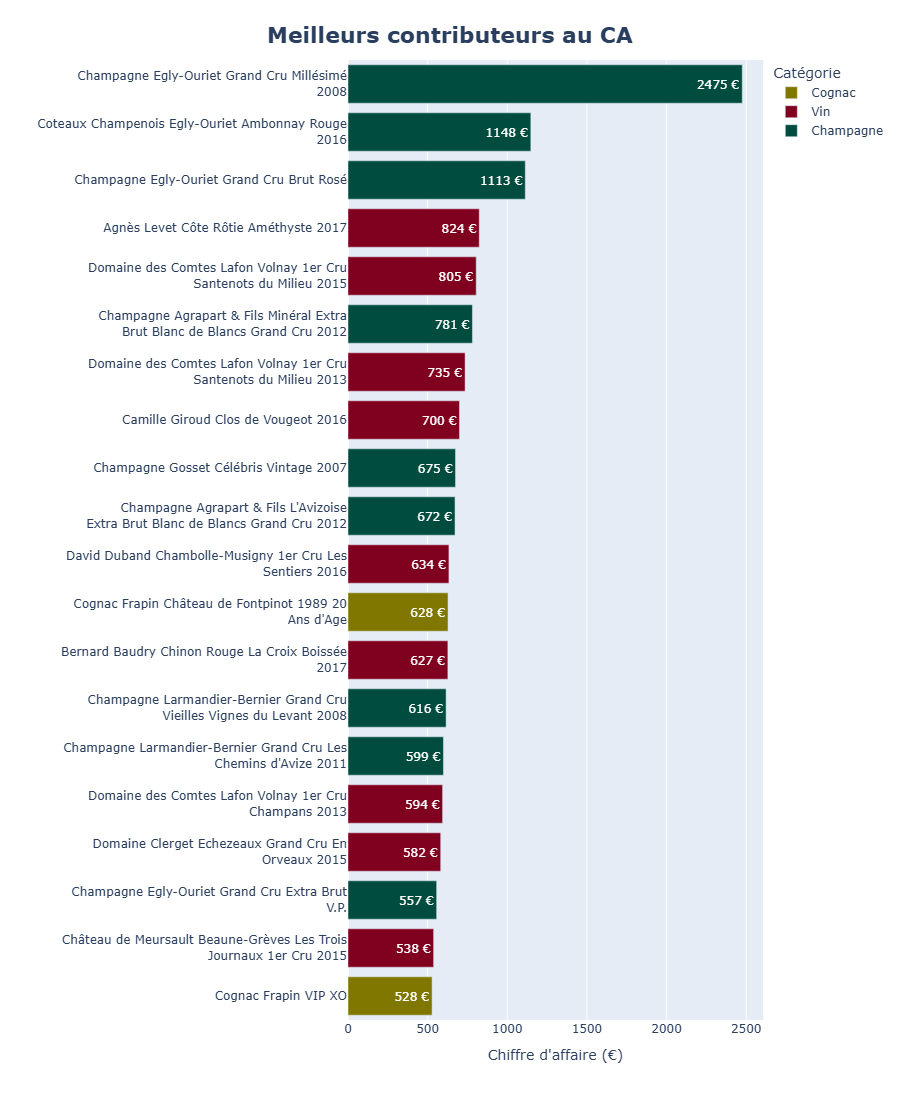 Meilleurs contributeurs au CA
Champagne Egly-Ouriet Grand Cru Millésimé
2008
2475 €
Coteaux Champenois Egly-Ouriet Ambonnay Rouge
2016
1148 €
Champagne Egly-Ouriet Grand Cru Brut Rosé
1113 €
Agnès Levet Côte Rôtie Améthyste 2017
824 €
Domaine des Comtes Lafon Volnay 1er Cru
Santenots du Milieu 2015
805 €
Champagne Agrapart & Fils Minéral Extra
Brut Blanc de Blancs Grand Cru 2012
781 €
Domaine des Comtes Lafon Volnay 1er Cru
Santenots du Milieu 2013
735 €
Camille Giroud Clos de Vougeot 2016
700 €
Champagne Gosset Célébris Vintage 2007
675 €
Champagne Agrapart & Fils L'Avizoise
Extra Brut Blanc de Blancs Grand Cru 2012
672 €
David Duband Chambolle-Musigny 1er Cru Les
Sentiers 2016
634 €
Cognac Frapin Château de Fontpinot 1989 20
Ans d'Age
628 €
Bernard Baudry Chinon Rouge La Croix Boissée
2017
627 €
Champagne Larmandier-Bernier Grand Cru
Vieilles Vignes du Levant 2008
616 €
Champagne Larmandier-Bernier Grand Cru Les
Chemins d'Avize 2011
599 €
Domaine des Comtes Lafon Volnay 1er Cru
Champans 2013
594 €
Domaine Clerget Echezeaux Grand Cru En
Orveaux 2015
582 €
Champagne Egly-Ouriet Grand Cru Extra Brut
V.P.
557 €
Château de Meursault Beaune-Grèves Les Trois
Journaux 1er Cru 2015
538 €
Cognac Frapin VIP XO
528 €
0 500 1000 1500 2000 2500
Chiffre d'affaire (€)
Catégorie
Cognac
Vin
Champagne